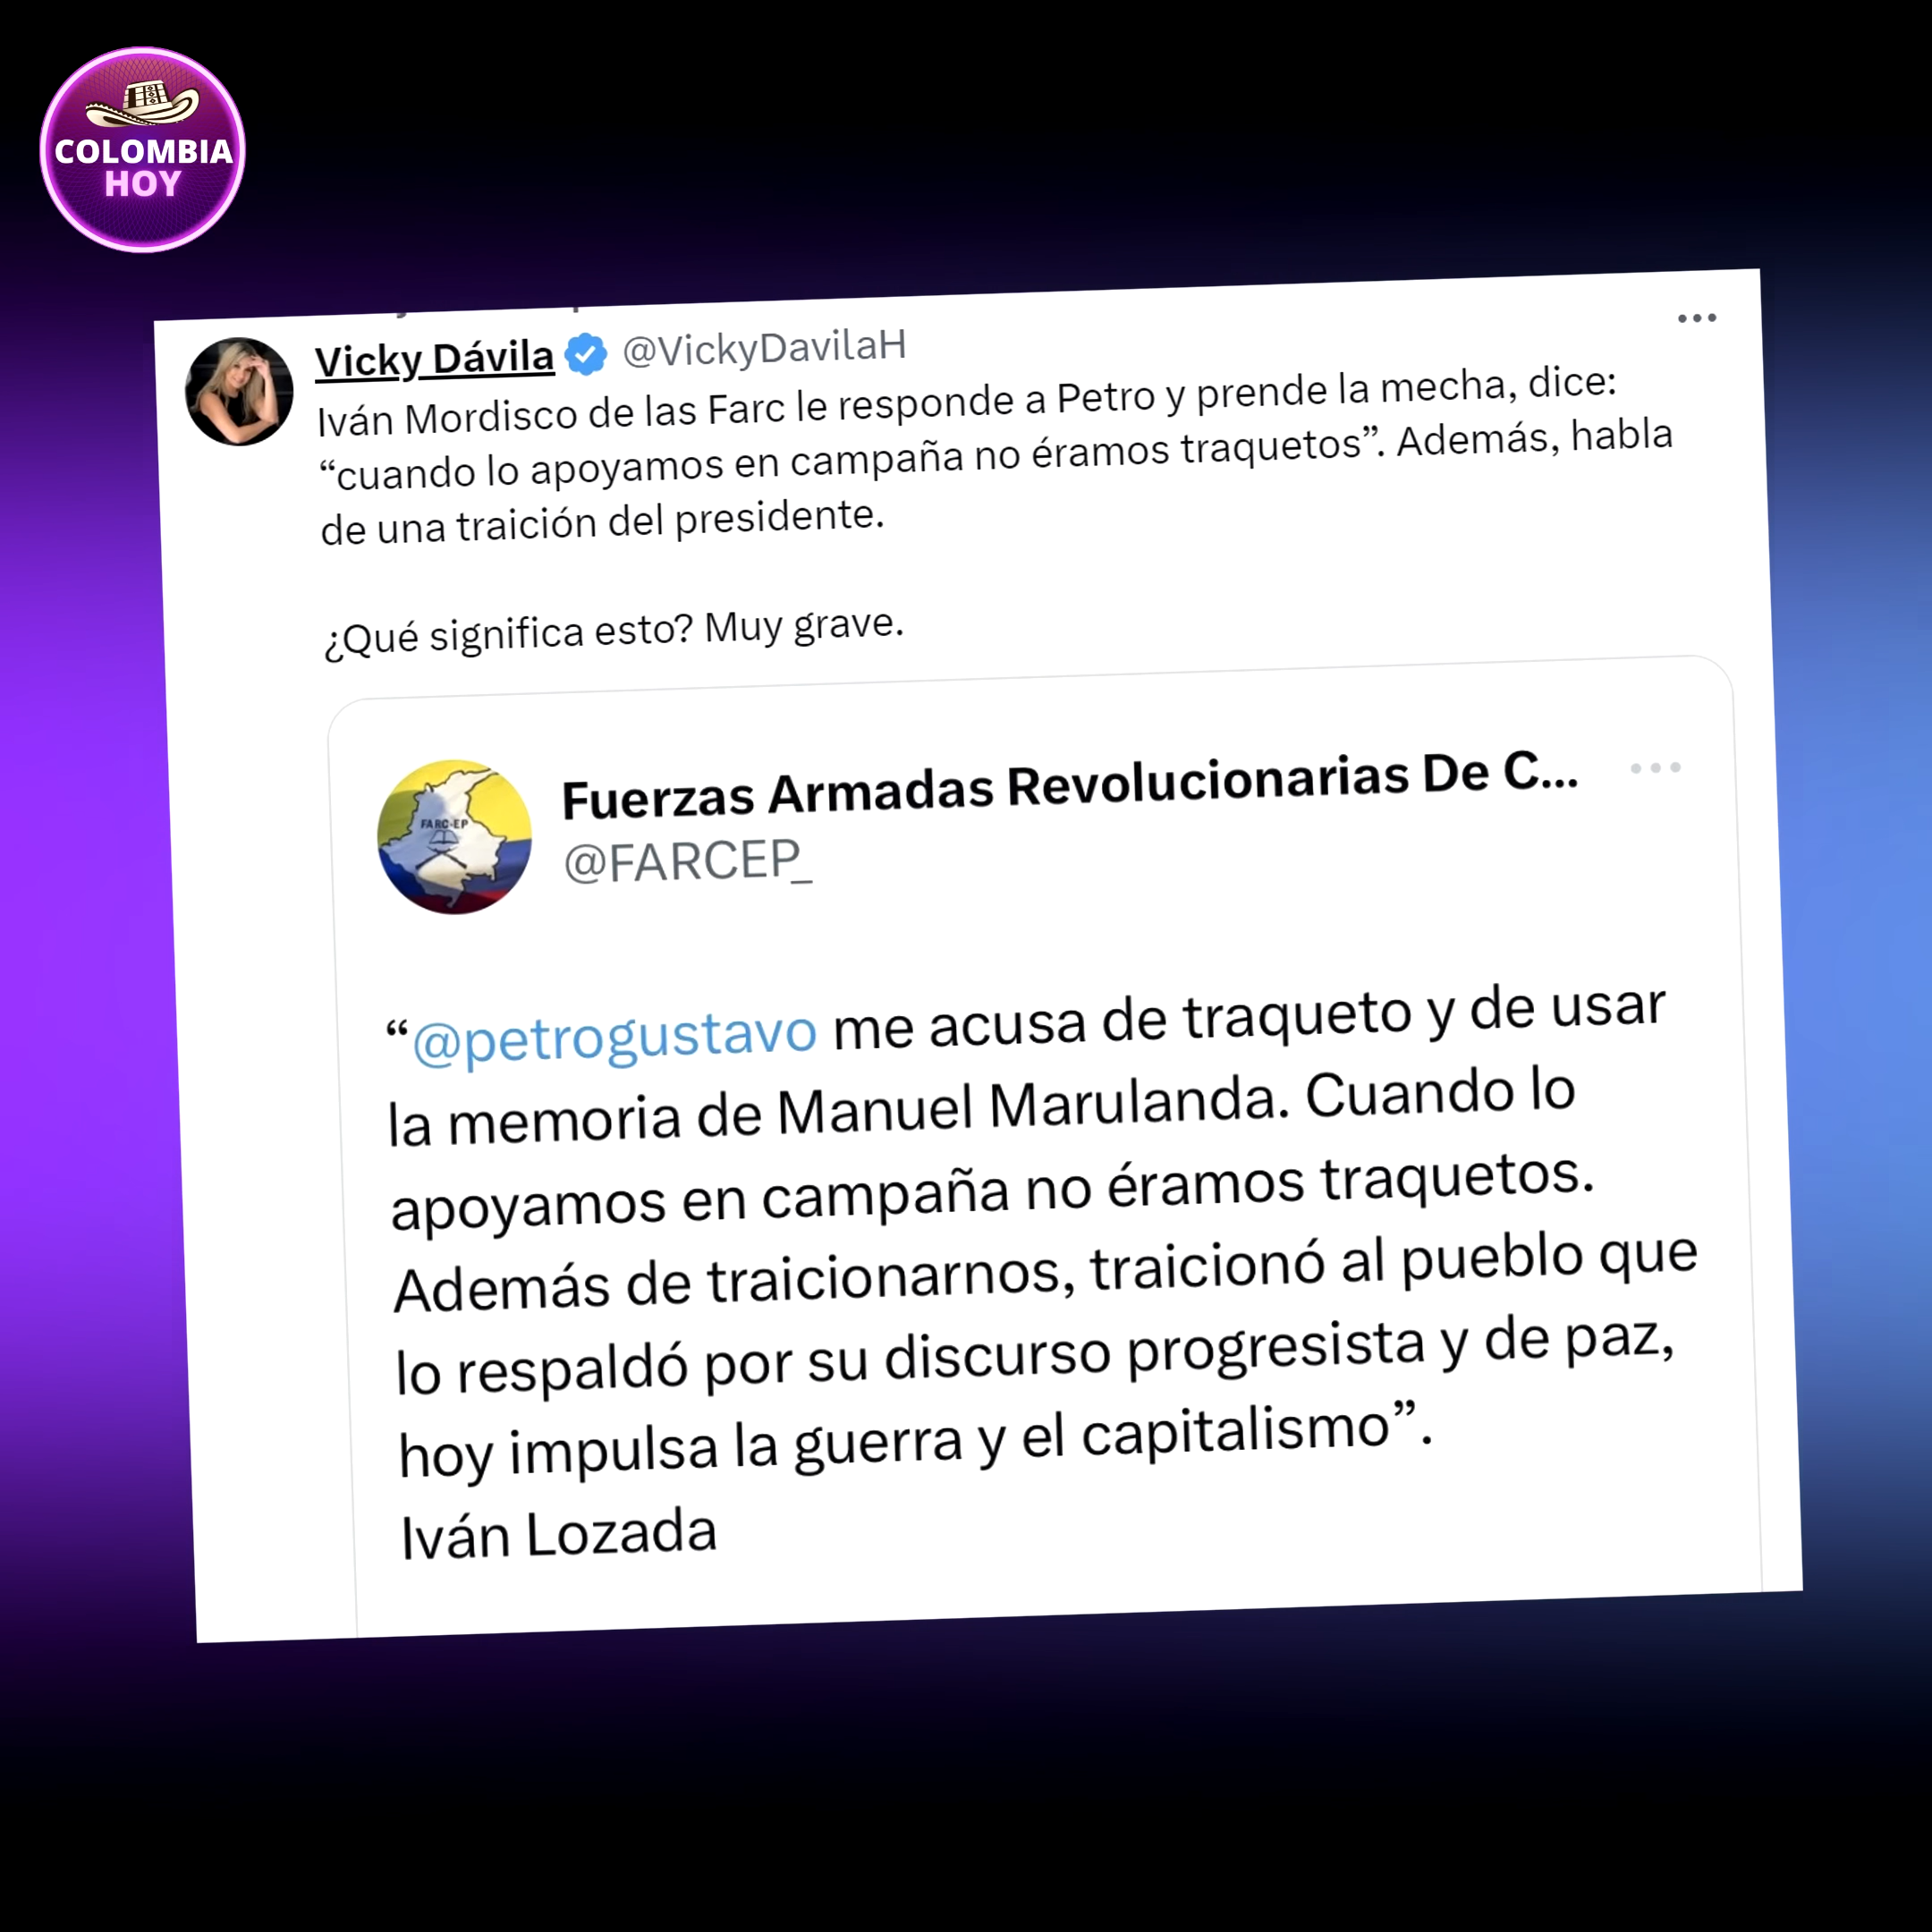 COLOMBIA
HOY
Vicky Dávila @VickyDavilaH
Iván Mordisco de las Farc le responde a Petro y prende la mecha, dice:
“cuando lo apoyamos en campaña no éramos traquetos”. Además, habla
de una traición del presidente.
¿Qué significa esto? Muy grave.
Fuerzas Armadas Revolucionarias De C...
@FARCEP_
FARC-EP
“@petrogustavo me acusa de traqueto y de usar
la memoria de Manuel Marulanda. Cuando lo
apoyamos en campaña no éramos traquetos.
Además de traicionarnos, traicionó al pueblo que
lo respaldó por su discurso progresista y de paz,
hoy impulsa la guerra y el capitalismo”.
Iván Lozada